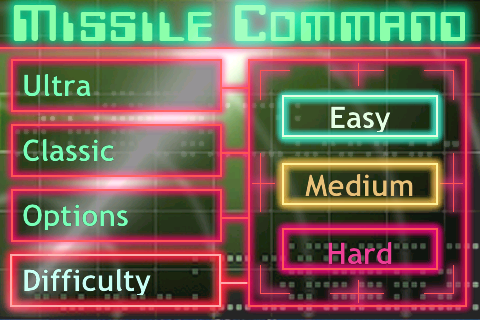 Missile Command
Ultra
Classic
Options
Difficulty
Easy
Medium
Hard